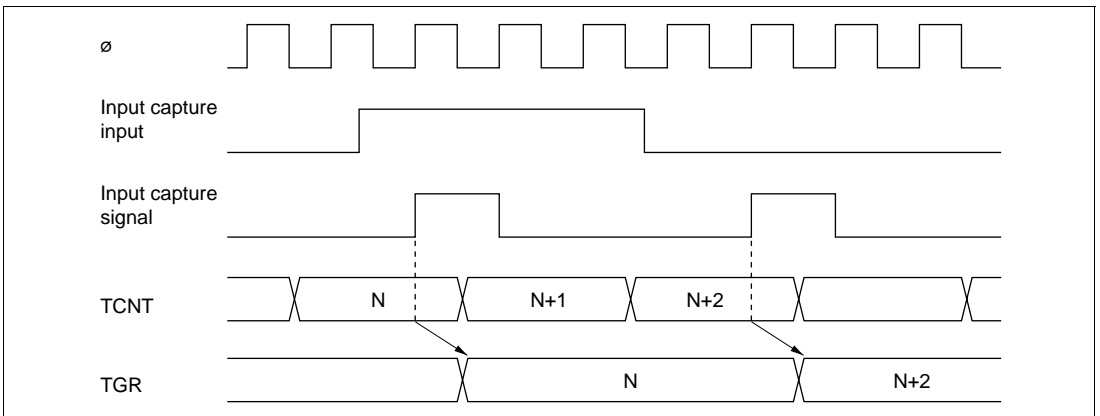 ø
Input capture
input
Input capture
signal
TCNT
N
N+1
N+2
TGR
N
N+2